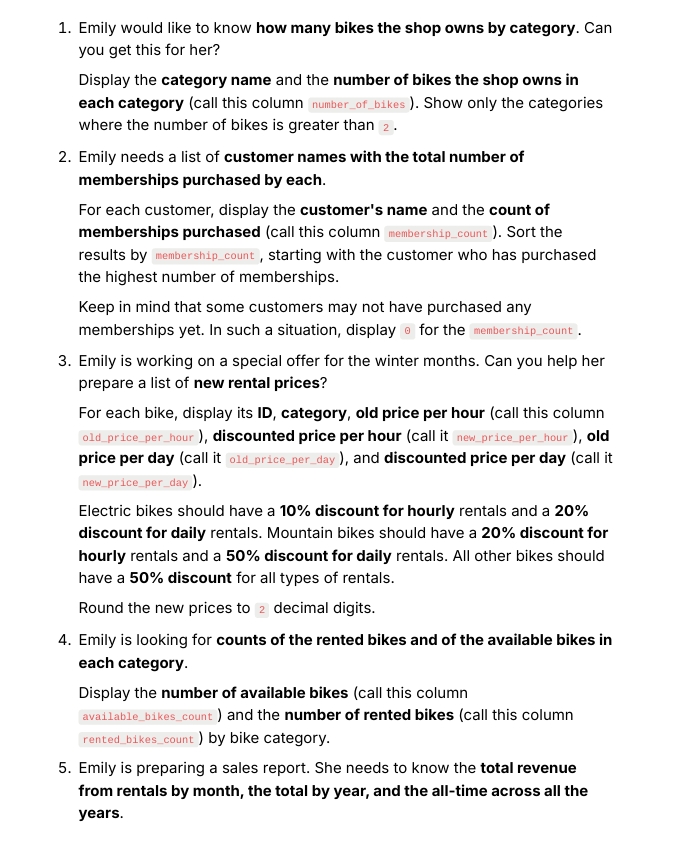 1. Emily would like to know how many bikes the shop owns by category. Can
you get this for her?
Display the category name and the number of bikes the shop owns in
each category (call this column number_of_bikes ). Show only the categories
where the number of bikes is greater than 2 .
2. Emily needs a list of customer names with the total number of
memberships purchased by each.
For each customer, display the customer's name and the count of
memberships purchased (call this column membership_count ). Sort the
results by membership_count , starting with the customer who has purchased
the highest number of memberships.
Keep in mind that some customers may not have purchased any
memberships yet. In such a situation, display 0 for the membership_count .
3. Emily is working on a special offer for the winter months. Can you help her
prepare a list of new rental prices?
For each bike, display its ID, category, old price per hour (call this column
old_price_per_hour ), discounted price per hour (call it new_price_per_hour ), old
price per day (call it old_price_per_day ), and discounted price per day (call it
new_price_per_day ).
Electric bikes should have a 10% discount for hourly rentals and a 20%
discount for daily rentals. Mountain bikes should have a 20% discount for
hourly rentals and a 50% discount for daily rentals. All other bikes should
have a 50% discount for all types of rentals.
Round the new prices to 2 decimal digits.
4. Emily is looking for counts of the rented bikes and of the available bikes in
each category.
Display the number of available bikes (call this column
available_bikes_count ) and the number of rented bikes (call this column
rented_bikes_count ) by bike category.
5. Emily is preparing a sales report. She needs to know the total revenue
from rentals by month, the total by year, and the all-time across all the
years.